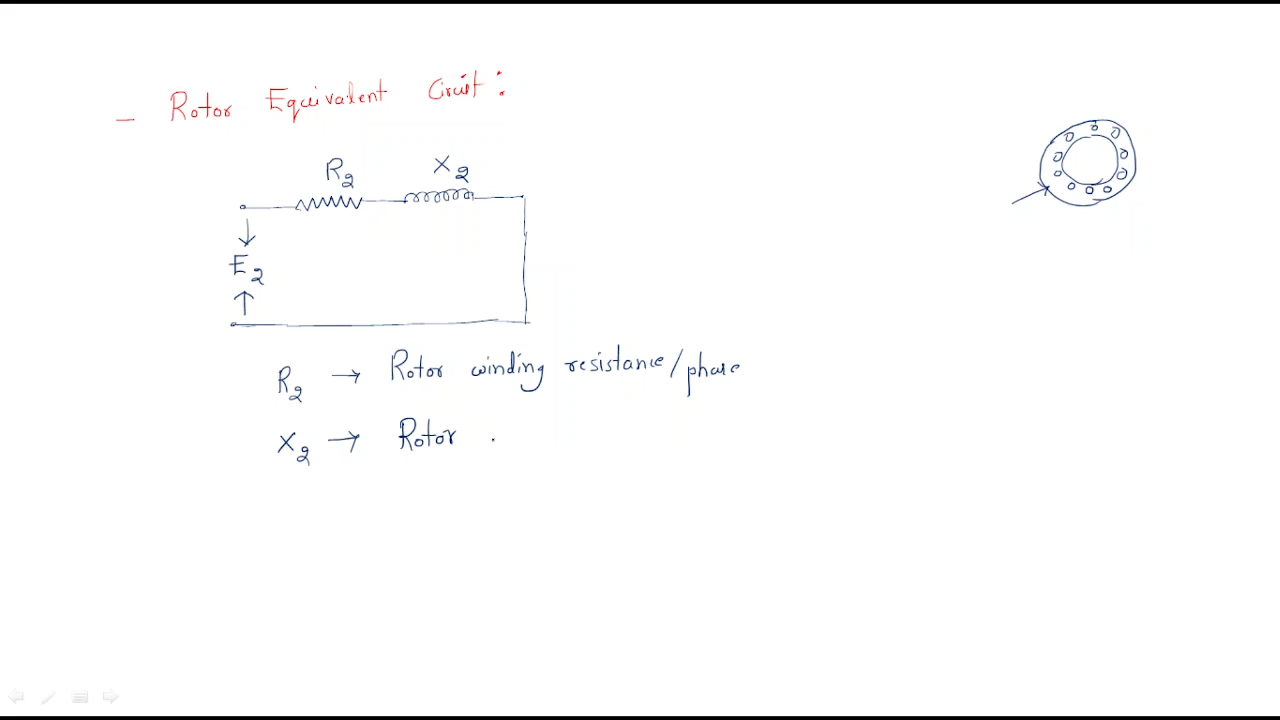 - Rotor Equivalent Circuit :
R2 X2
E2
R2 → Rotor winding resistance/phase
X2 → Rotor